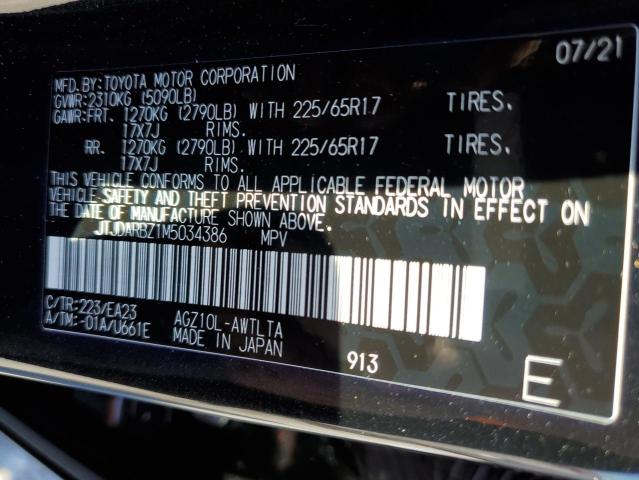 07/21
MFD.BY:TOYOTA MOTOR CORPORATION
GVWR:2310KG (5090LB)
GAWR:FRT. 1270KG (2790LB) WITH 225/65R17 TIRES.
17X7J RIMS.
RR. 1270KG (2790LB) WITH 225/65R17 TIRES.
17X7J RIMS.
THIS VEHICLE CONFORMS TO ALL APPLICABLE FEDERAL MOTOR
VEHICLE SAFETY AND THEFT PREVENTION STANDARDS IN EFFECT ON
THE DATE OF MANUFACTURE SHOWN ABOVE.
JTJDARBZ1M5034386 MPV
C/TR:223/EA23 AGZ10L-AWTLTA
A/TM:-01A/U661E MADE IN JAPAN
913
E